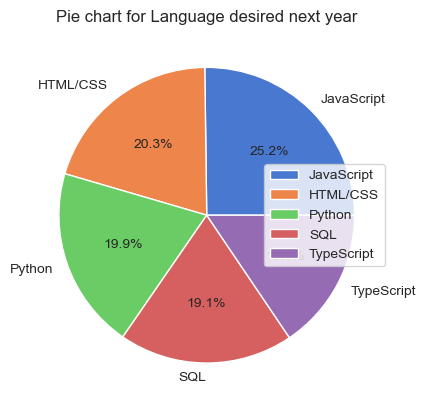 Pie chart for Language desired next year
HTML/CSS
JavaScript
20.3%
25.2%
JavaScript
HTML/CSS
Python
SQL
TypeScript
19.9%
Python
TypeScript
19.1%
SQL